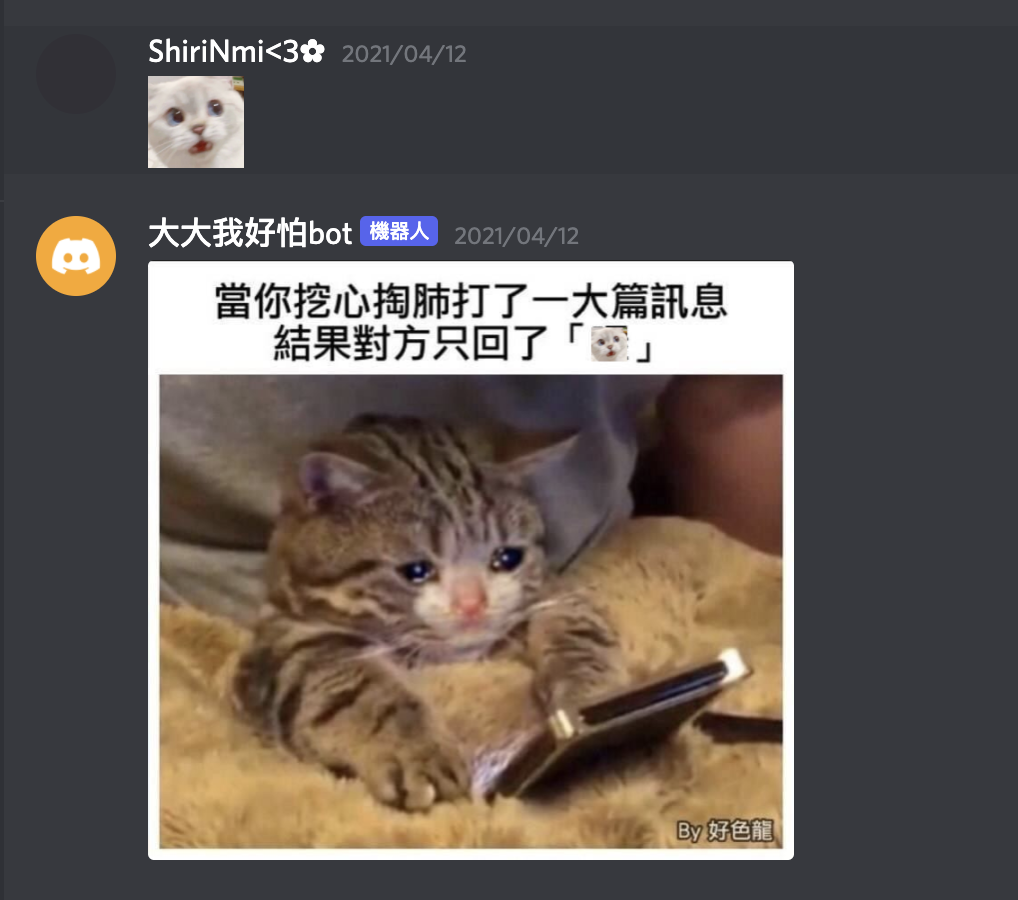 ShiriNmi<3✿ 2021/04/12
大大我好怕bot 機器人 2021/04/12
當你挖心掏肺打了一大篇訊息
結果對方只回了「 」
By 好色龍